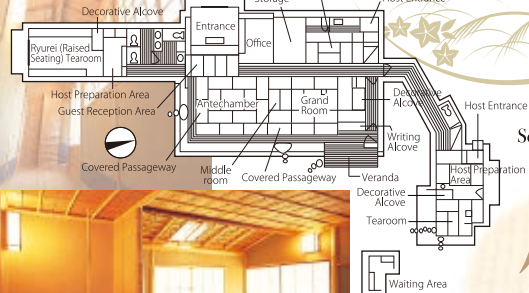 Decorative Alcove
Storage
Host Entrance
Entrance
Office
Ryurei (Raised
Seating) Tearoom
Host Preparation Area
Guest Reception Area
Antechamber
Grand
Room
Decorative
Alcove
Host Entrance
Writing
Alcove
Covered Passageway
Middle
room
Covered Passageway
Veranda
Host Preparation
Area
Decorative
Alcove
Tearoom
Waiting Area